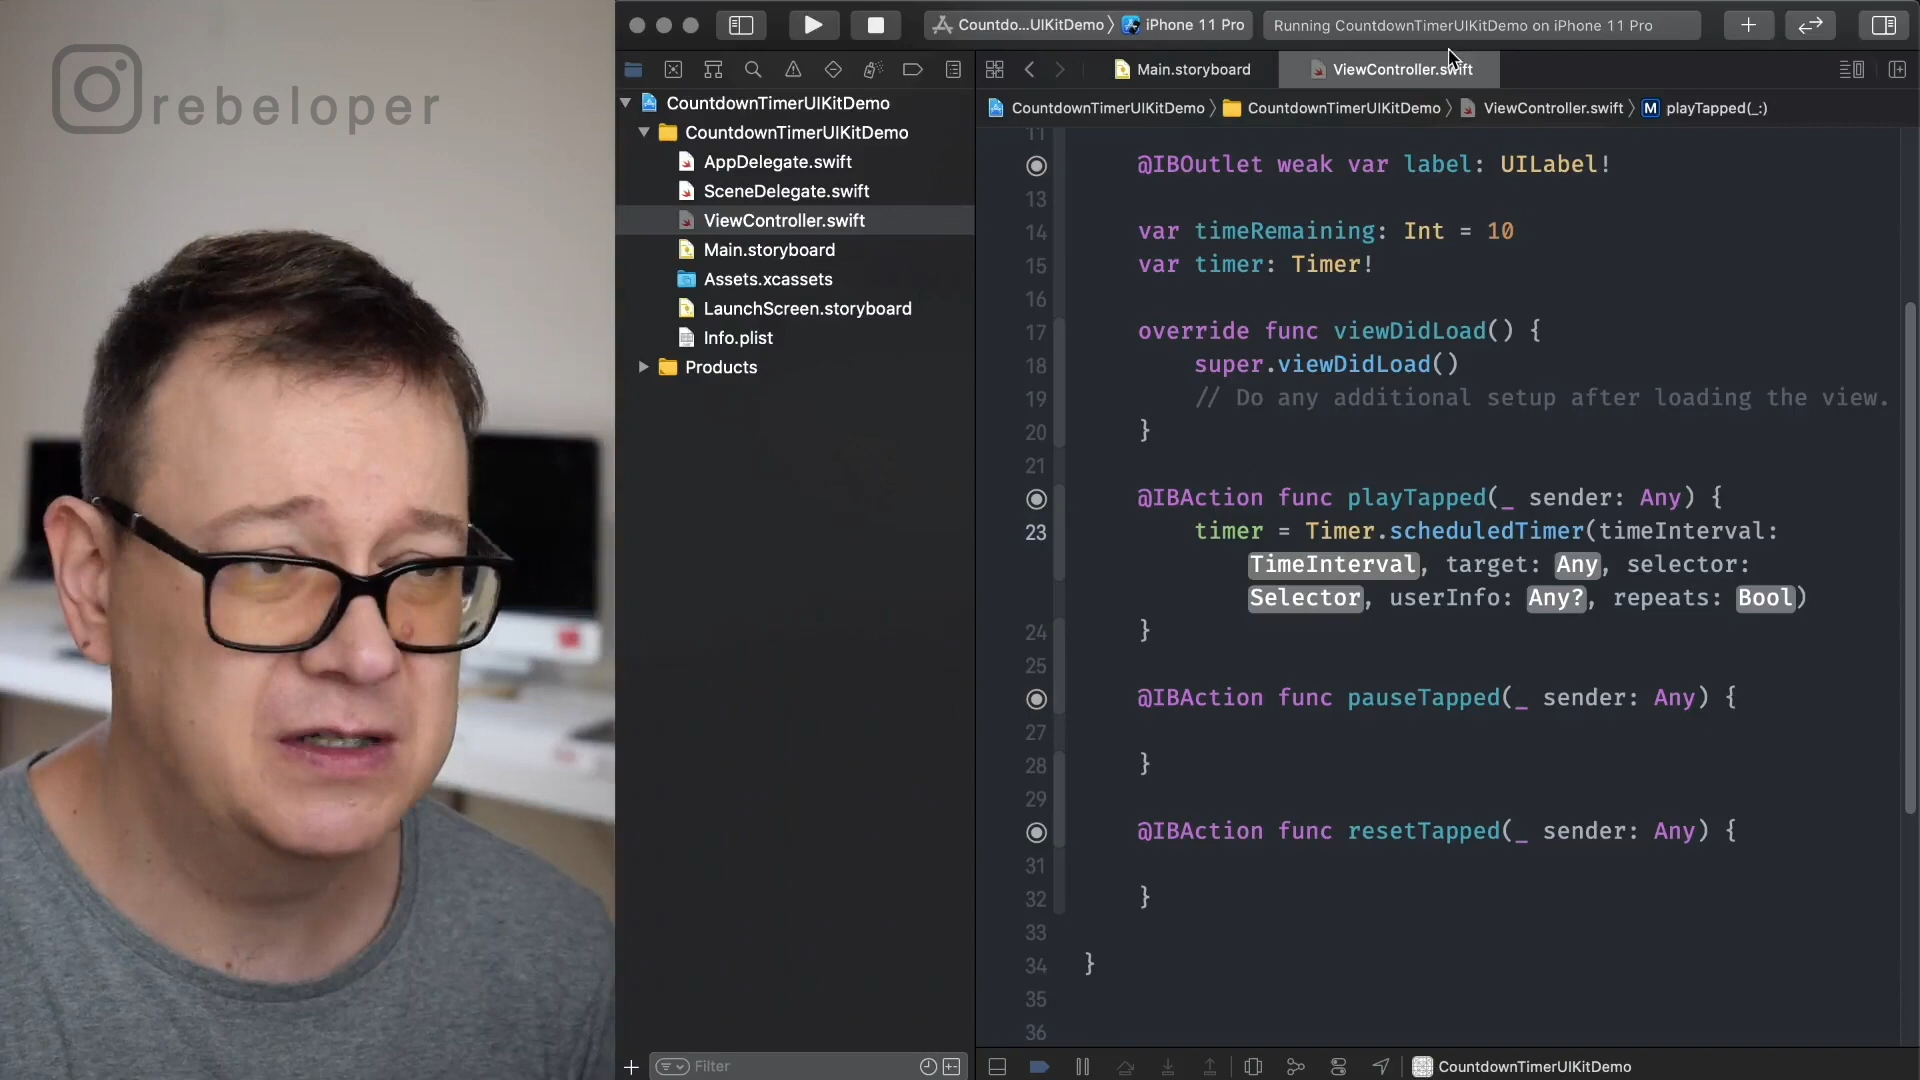 @rebeloper
Countdo...UIKitDemo
iPhone 11 Pro
Running CountdownTimerUIKitDemo on iPhone 11 Pro
Main.storyboard
ViewController.swift
CountdownTimerUIKitDemo
CountdownTimerUIKitDemo
ViewController.swift
M playTapped(_:)
CountdownTimerUIKitDemo
CountdownTimerUIKitDemo
AppDelegate.swift
SceneDelegate.swift
ViewController.swift
Main.storyboard
Assets.xcassets
LaunchScreen.storyboard
Info.plist
Products
Filter
11
@IBOutlet weak var label: UILabel!
13
14 var timeRemaining: Int = 10
15 var timer: Timer!
16
17 override func viewDidLoad() {
18 super.viewDidLoad()
19 // Do any additional setup after loading the view.
20 }
21
@IBAction func playTapped(_ sender: Any) {
23 timer = Timer.scheduledTimer(timeInterval:
TimeInterval, target: Any, selector:
Selector, userInfo: Any?, repeats: Bool)
24 }
25
@IBAction func pauseTapped(_ sender: Any) {
27
28 }
29
@IBAction func resetTapped(_ sender: Any) {
31
32 }
33
34 }
35
36
CountdownTimerUIKitDemo